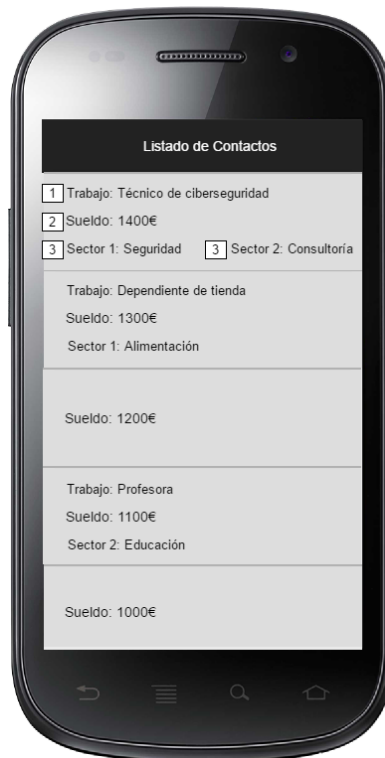 Listado de Contactos
1 Trabajo: Técnico de ciberseguridad
2 Sueldo: 1400€
3 Sector 1: Seguridad 3 Sector 2: Consultoría
Trabajo: Dependiente de tienda
Sueldo: 1300€
Sector 1: Alimentación
Sueldo: 1200€
Trabajo: Profesora
Sueldo: 1100€
Sector 2: Educación
Sueldo: 1000€